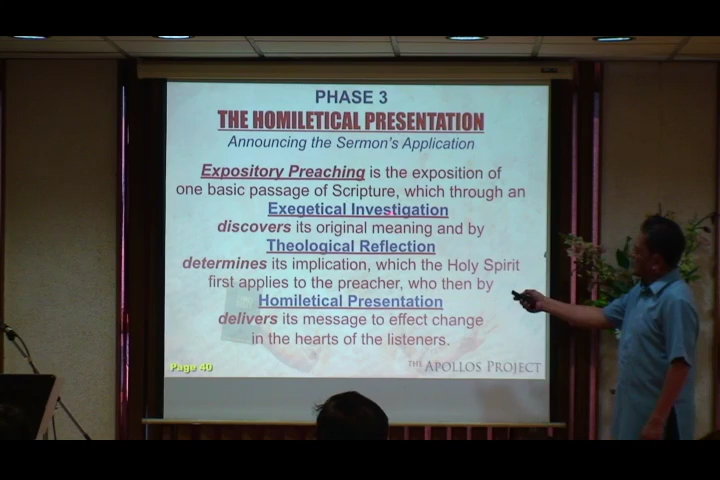 PHASE 3
THE HOMILETICAL PRESENTATION
Announcing the Sermon's Application
Expository Preaching is the exposition of
one basic passage of Scripture, which through an
Exegetical Investigation
discovers its original meaning and by
Theological Reflection
determines its implication, which the Holy Spirit
first applies to the preacher, who then by
Homiletical Presentation
delivers its message to effect change
in the hearts of the listeners.
Page 40
THE APOLLOS PROJECT